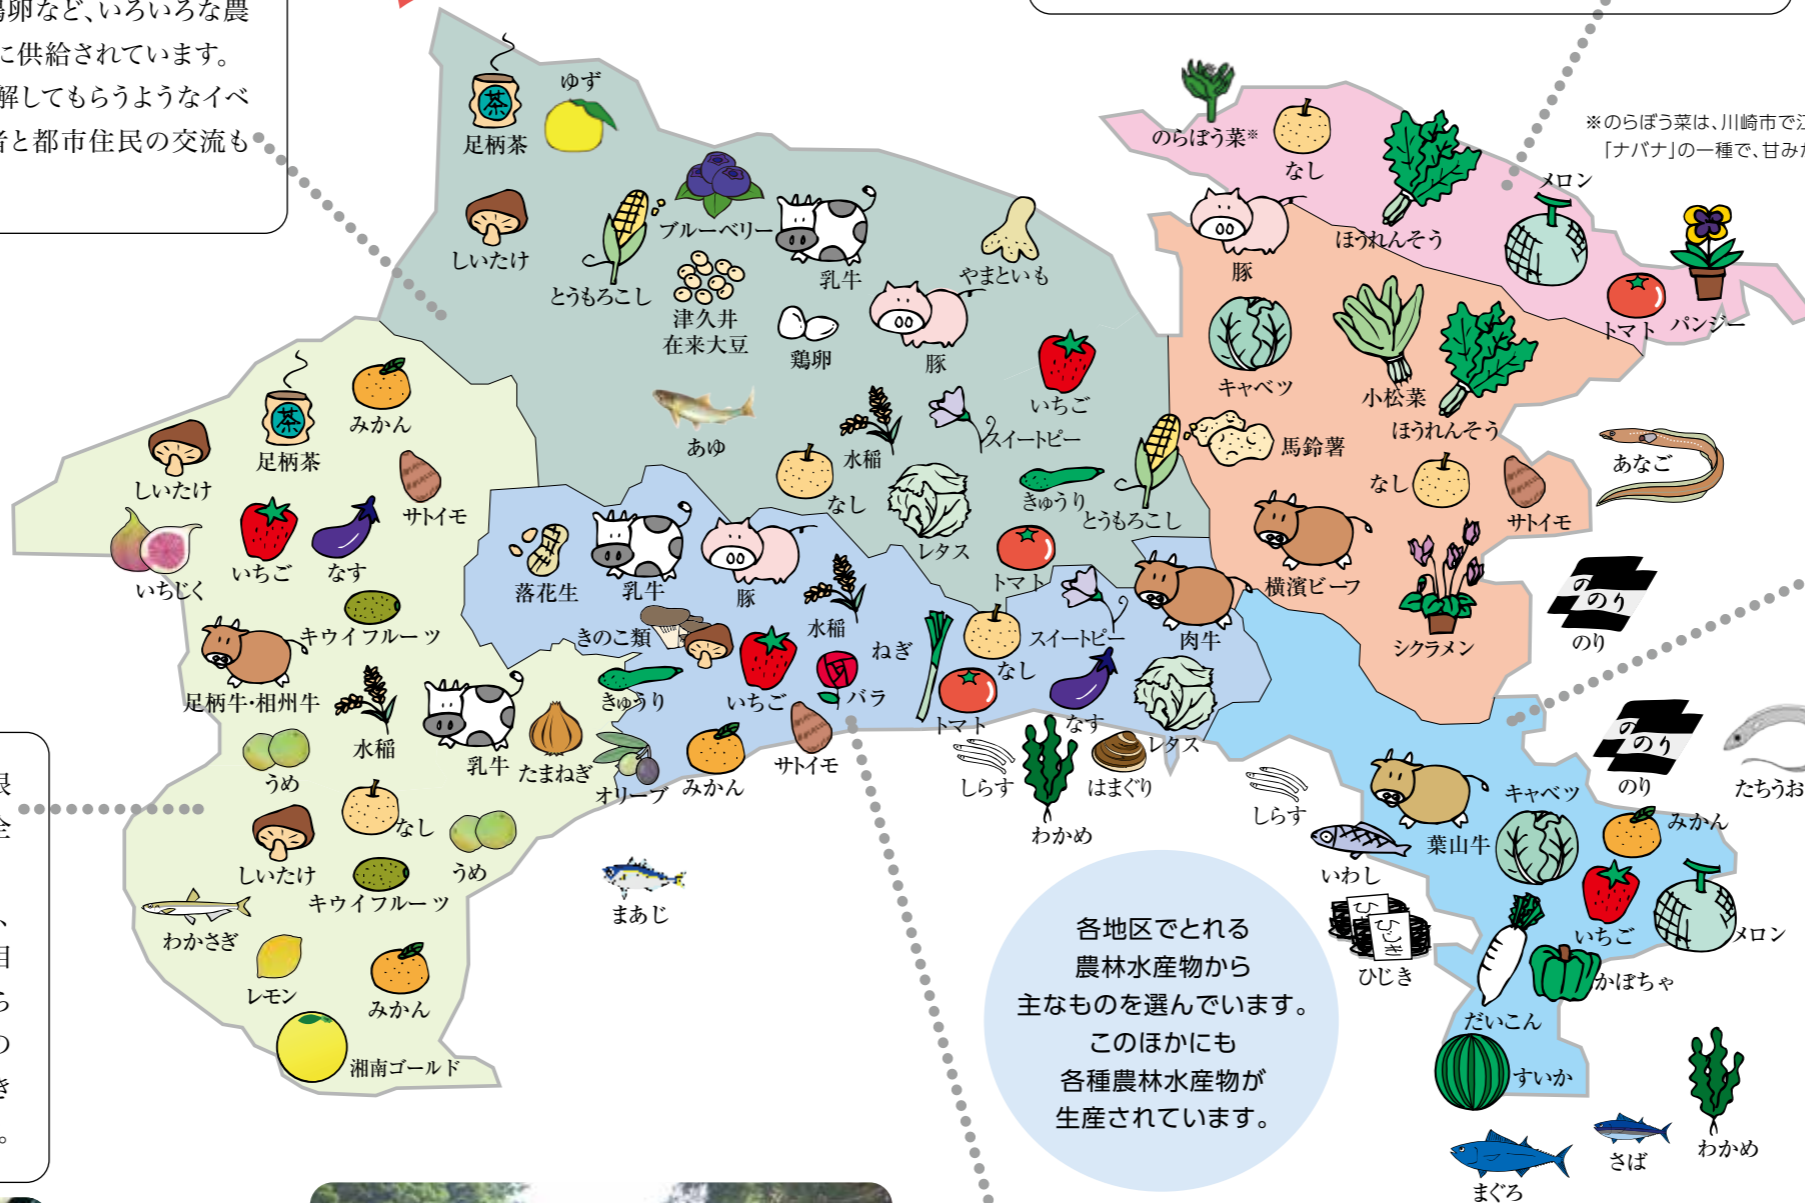 鶏卵など、いろいろな農
に供給されています。
解してもらうようなイベ
者と都市住民の交流も
※のらぼう菜は、川崎市で江
「ナバナ」の一種で、甘みが
茶
足柄茶
ゆず
しいたけ
とうもろこし
ブルーベリー
津久井
在来大豆
乳牛
鶏卵
豚
やまといも
いちご
あゆ
水稲
スイートピー
なし
レタス
きゅうり
とうもろこし
トマト
のらぼう菜※
なし
ほうれんそう
メロン
トマト
パンジー
豚
キャベツ
小松菜
ほうれんそう
馬鈴薯
なし
サトイモ
横濱ビーフ
シクラメン
あなご
のり
のり
のり
のり
たちうお
茶
足柄茶
みかん
しいたけ
サトイモ
いちじく
いちご
なす
キウイフルーツ
足柄牛・相州牛
水稲
乳牛
たまねぎ
うめ
なし
しいたけ
うめ
キウイフルーツ
わかさぎ
レモン
みかん
湘南ゴールド
落花生
乳牛
豚
水稲
きのこ類
きゅうり
いちご
バラ
ねぎ
トマト
なし
スイートピー
なす
肉牛
レタス
オリーブ
みかん
サトイモ
しらす
わかめ
はまぐり
しらす
まあじ
いわし
ひじき
ひじき
葉山牛
キャベツ
みかん
いちご
メロン
だいこん
かぼちゃ
すいか
まぐろ
さば
わかめ
各地区でとれる
農林水産物から
主なものを選んでいます。
このほかにも
各種農林水産物が
生産されています。